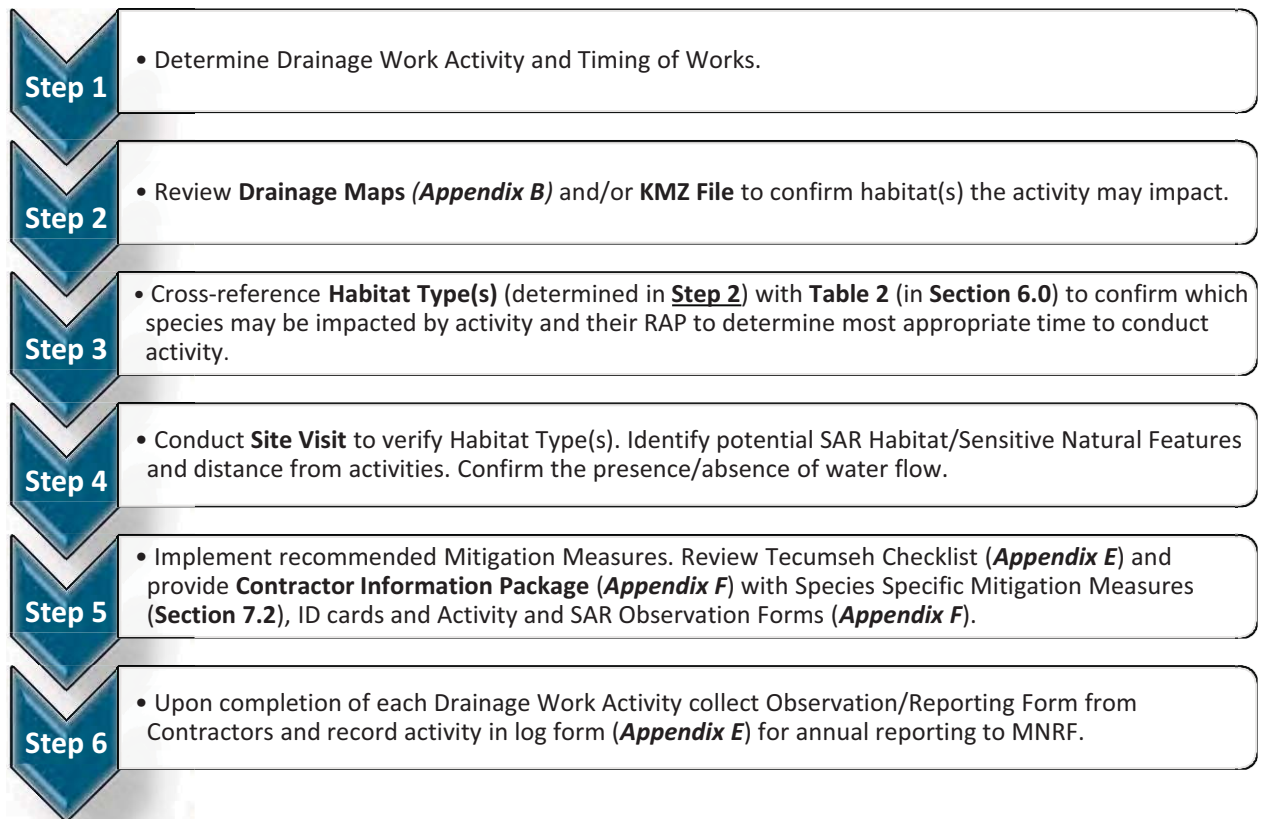 Step 1
• Determine Drainage Work Activity and Timing of Works.
Step 2
• Review Drainage Maps (Appendix B) and/or KMZ File to confirm habitat(s) the activity may impact.
Step 3
• Cross-reference Habitat Type(s) (determined in Step 2) with Table 2 (in Section 6.0) to confirm which
species may be impacted by activity and their RAP to determine most appropriate time to conduct
activity.
Step 4
• Conduct Site Visit to verify Habitat Type(s). Identify potential SAR Habitat/Sensitive Natural Features
and distance from activities. Confirm the presence/absence of water flow.
Step 5
• Implement recommended Mitigation Measures. Review Tecumseh Checklist (Appendix E) and
provide Contractor Information Package (Appendix F) with Species Specific Mitigation Measures
(Section 7.2), ID cards and Activity and SAR Observation Forms (Appendix F).
Step 6
• Upon completion of each Drainage Work Activity collect Observation/Reporting Form from
Contractors and record activity in log form (Appendix E) for annual reporting to MNRF.